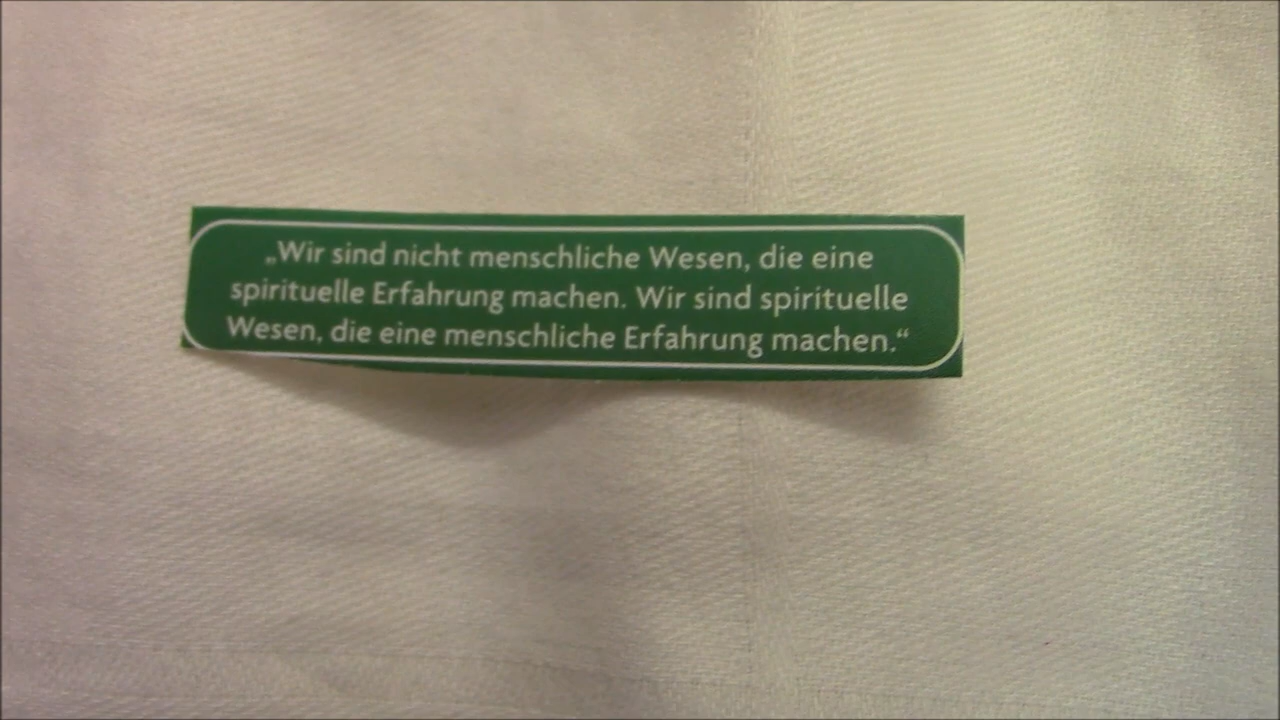 „Wir sind nicht menschliche Wesen, die eine
spirituelle Erfahrung machen. Wir sind spirituelle
Wesen, die eine menschliche Erfahrung machen.“